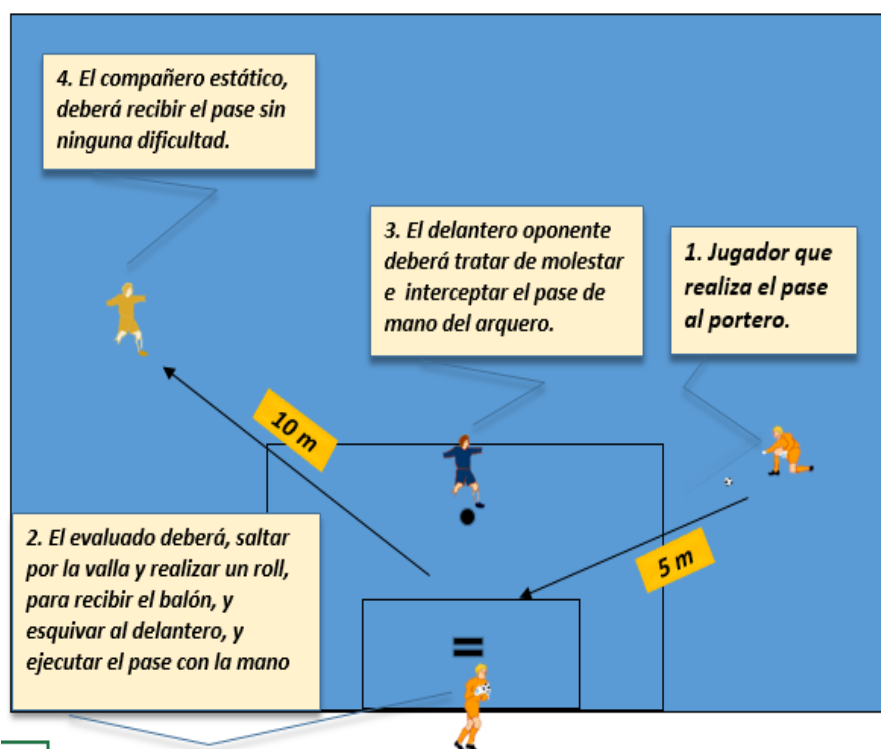 4. El compañero estático,
deberá recibir el pase sin
ninguna dificultad.
3. El delantero oponente
deberá tratar de molestar
e interceptar el pase de
mano del arquero.
1. Jugador que
realiza el pase
al portero.
10 m
5 m
2. El evaluado deberá, saltar
por la valla y realizar un roll,
para recibir el balón, y
esquivar al delantero, y
ejecutar el pase con la mano